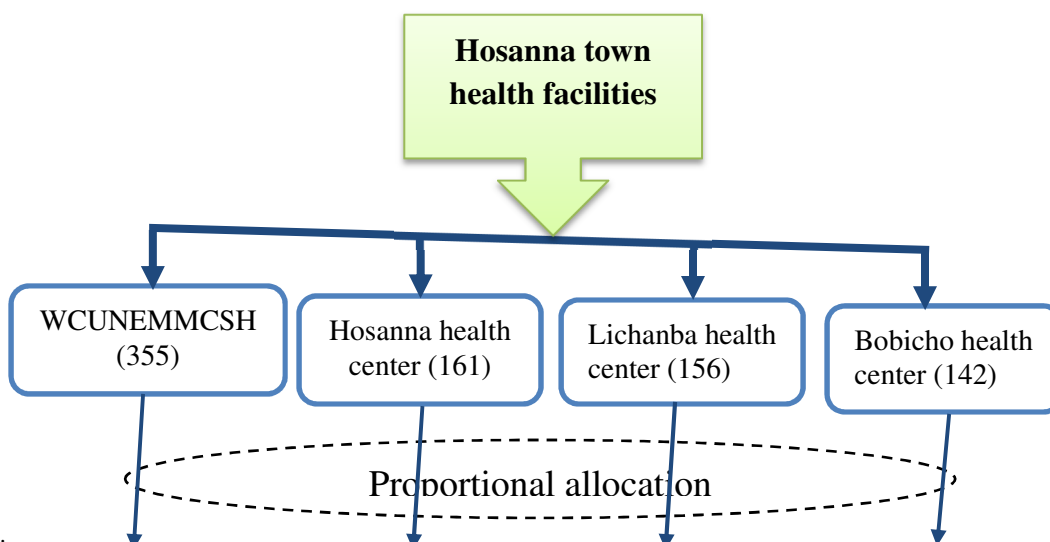 Hosanna town
health facilities
WCUNEMMCSH
(355)
Hosanna health
center (161)
Lichanba health
center (156)
Bobicho health
center (142)
Proportional allocation
.